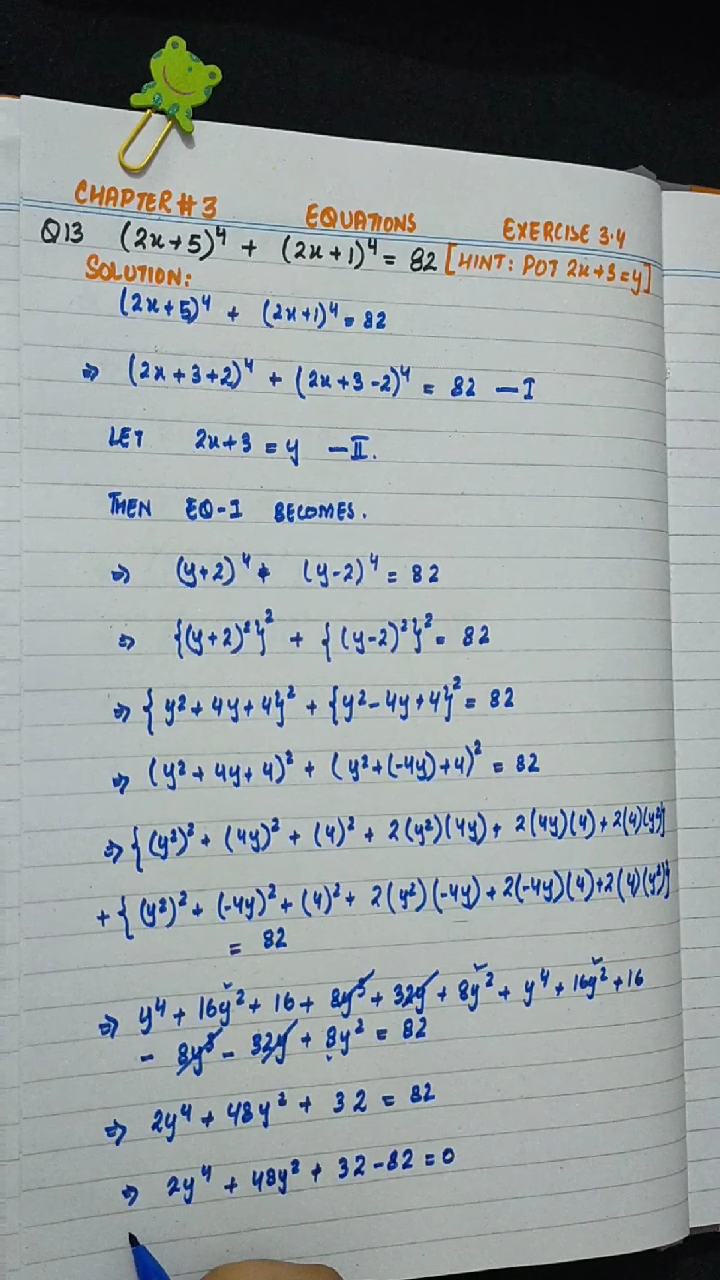 CHAPTER # 3 EQUATIONS EXERCISE 3.4
Q13 (2x+5)⁴ + (2x+1)⁴ = 82 [HINT: POT 2x+3=y]
SOLUTION:
(2x+5)⁴ + (2x+1)⁴ = 82
⇒ (2x+3+2)⁴ + (2x+3-2)⁴ = 82 —I
LET 2x+3 = y —II.
THEN EQ-I BECOMES.
⇒ (y+2)⁴ + (y-2)⁴ = 82
⇒ {(y+2)²}² + {(y-2)²}² = 82
⇒ {y²+4y+4}² + {y²-4y+4}² = 82
⇒ (y²+4y+4)² + (y²+(-4y)+4)² = 82
⇒ {(y²)² + (4y)² + (4)² + 2(y²)(4y) + 2(4y)(4) + 2(4)(y²)}
+ {(y²)² + (-4y)² + (4)² + 2(y²)(-4y) + 2(-4y)(4) + 2(4)(y²)}
= 82
⇒ y⁴ + 16y² + 16 + 8y³ + 32y + 8y² + y⁴ + 16y² + 16
- 8y³ - 32y + 8y² = 82
⇒ 2y⁴ + 48y² + 32 = 82
⇒ 2y⁴ + 48y² + 32 - 82 = 0